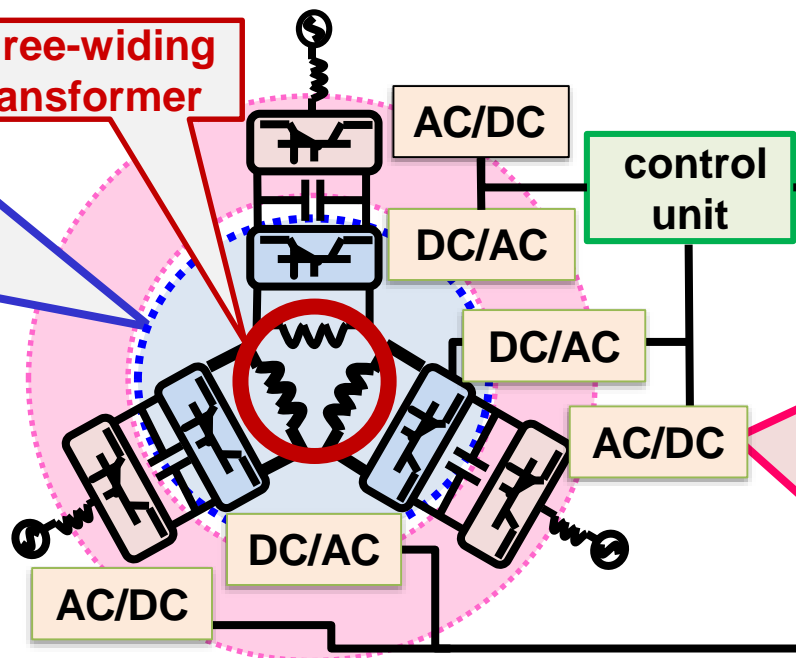 ree-widing
ansformer
AC/DC
control
unit
DC/AC
DC/AC
AC/DC
DC/AC
AC/DC